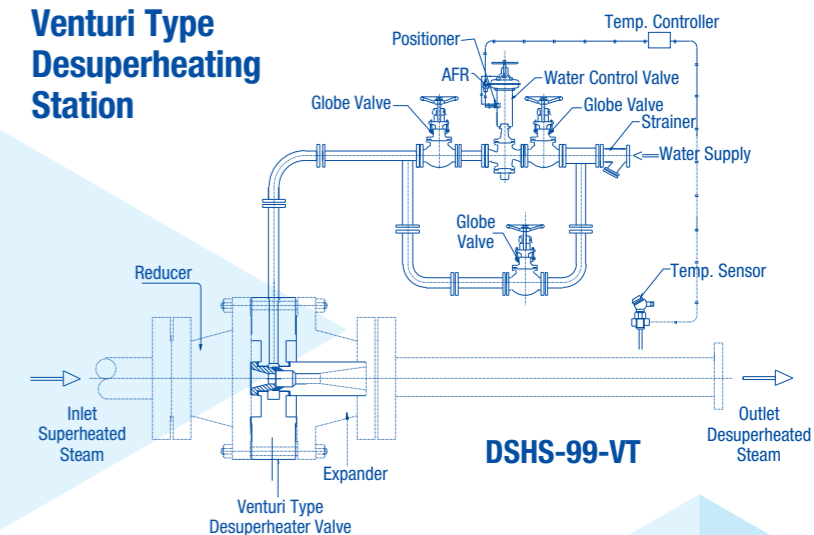 Venturi Type
Desuperheating
Station
Temp. Controller
Positioner
AFR
Water Control Valve
Globe Valve
Globe Valve
Strainer
Water Supply
Globe
Valve
Reducer
Temp. Sensor
Inlet
Superheated
Steam
Outlet
Desuperheated
Steam
DSHS-99-VT
Expander
Venturi Type
Desuperheater Valve